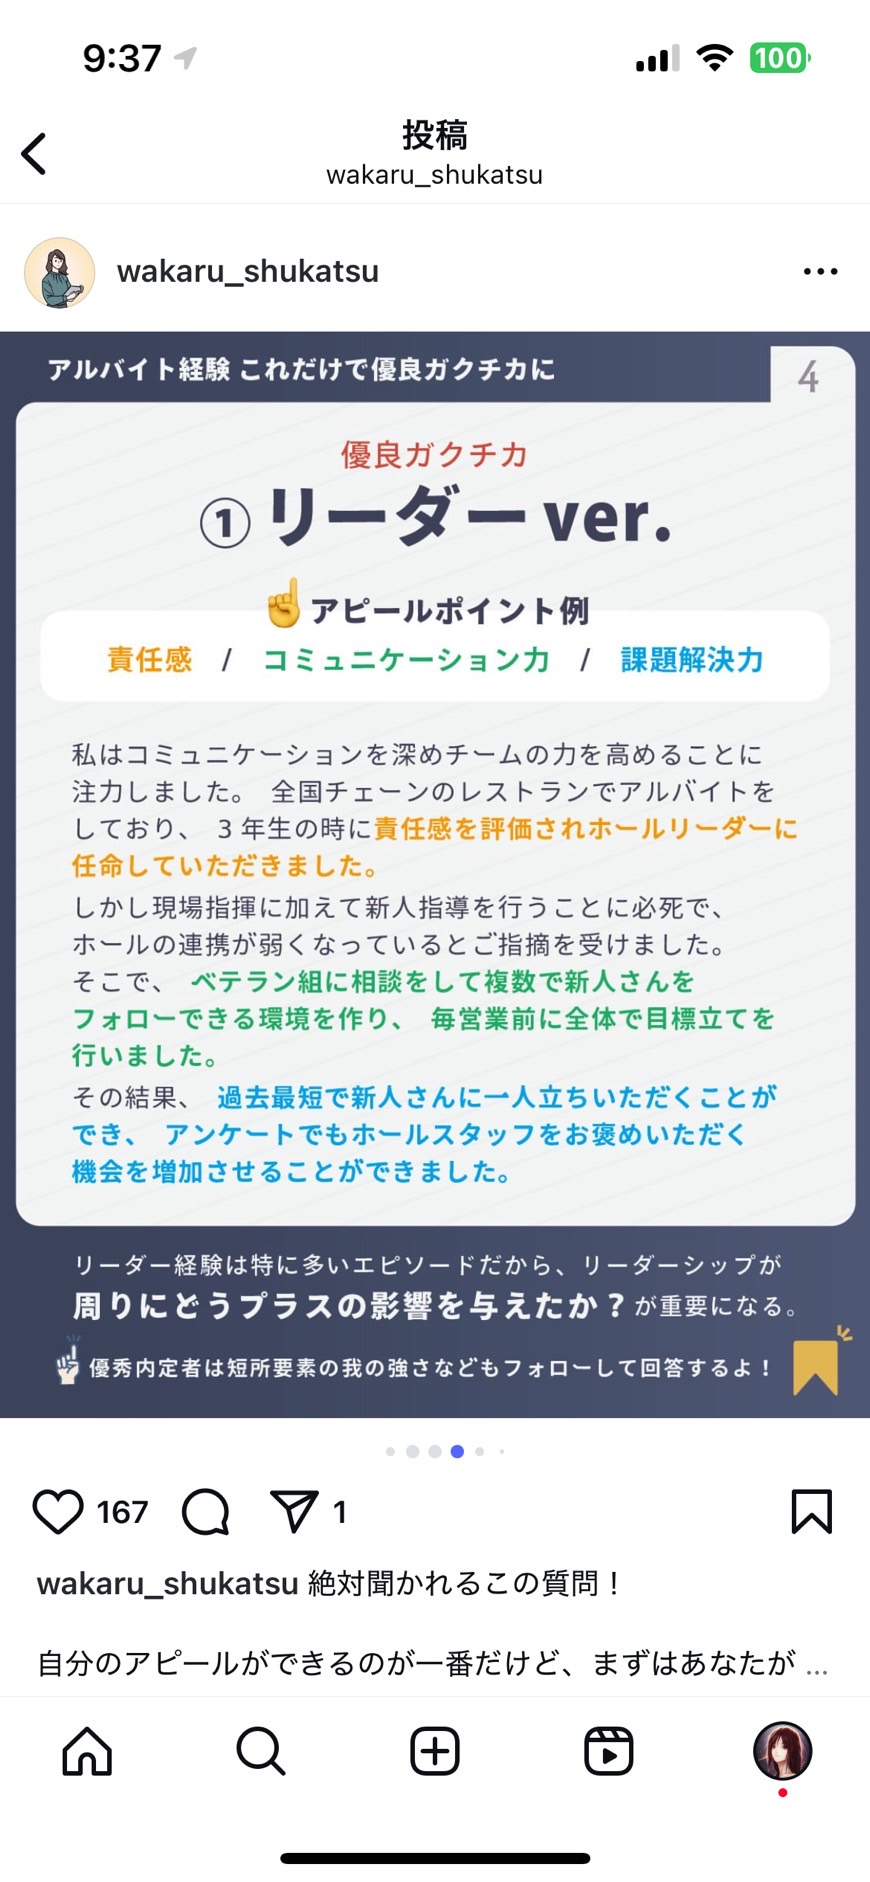 9:37
100
投稿
wakaru_shukatsu
wakaru_shukatsu
アルバイト経験 これだけで優良ガクチカに
4
優良ガクチカ
① リーダー ver.
☝アピールポイント例
責任感 / コミュニケーション力 / 課題解決力
私はコミュニケーションを深めチームの力を高めることに
注力しました。 全国チェーンのレストランでアルバイトを
しており、 3 年生の時に責任感を評価されホールリーダーに
任命していただきました。
しかし現場指揮に加えて新人指導を行うことに必死で、
ホールの連携が弱くなっているとご指摘を受けました。
そこで、 ベテラン組に相談をして複数で新人さんを
フォローできる環境を作り、 毎営業前に全体で目標立てを
行いました。
その結果、 過去最短で新人さんに一人立ちいただくことが
でき、 アンケートでもホールスタッフをお褒めいただく
機会を増加させることができました。
リーダー経験は特に多いエピソードだから、リーダーシップが
周りにどうプラスの影響を与えたか？が重要になる。
優秀内定者は短所要素の我の強さなどもフォローして回答するよ！
167
1
wakaru_shukatsu 絶対聞かれるこの質問！
自分のアピールができるのが一番だけど、まずはあなたが ...